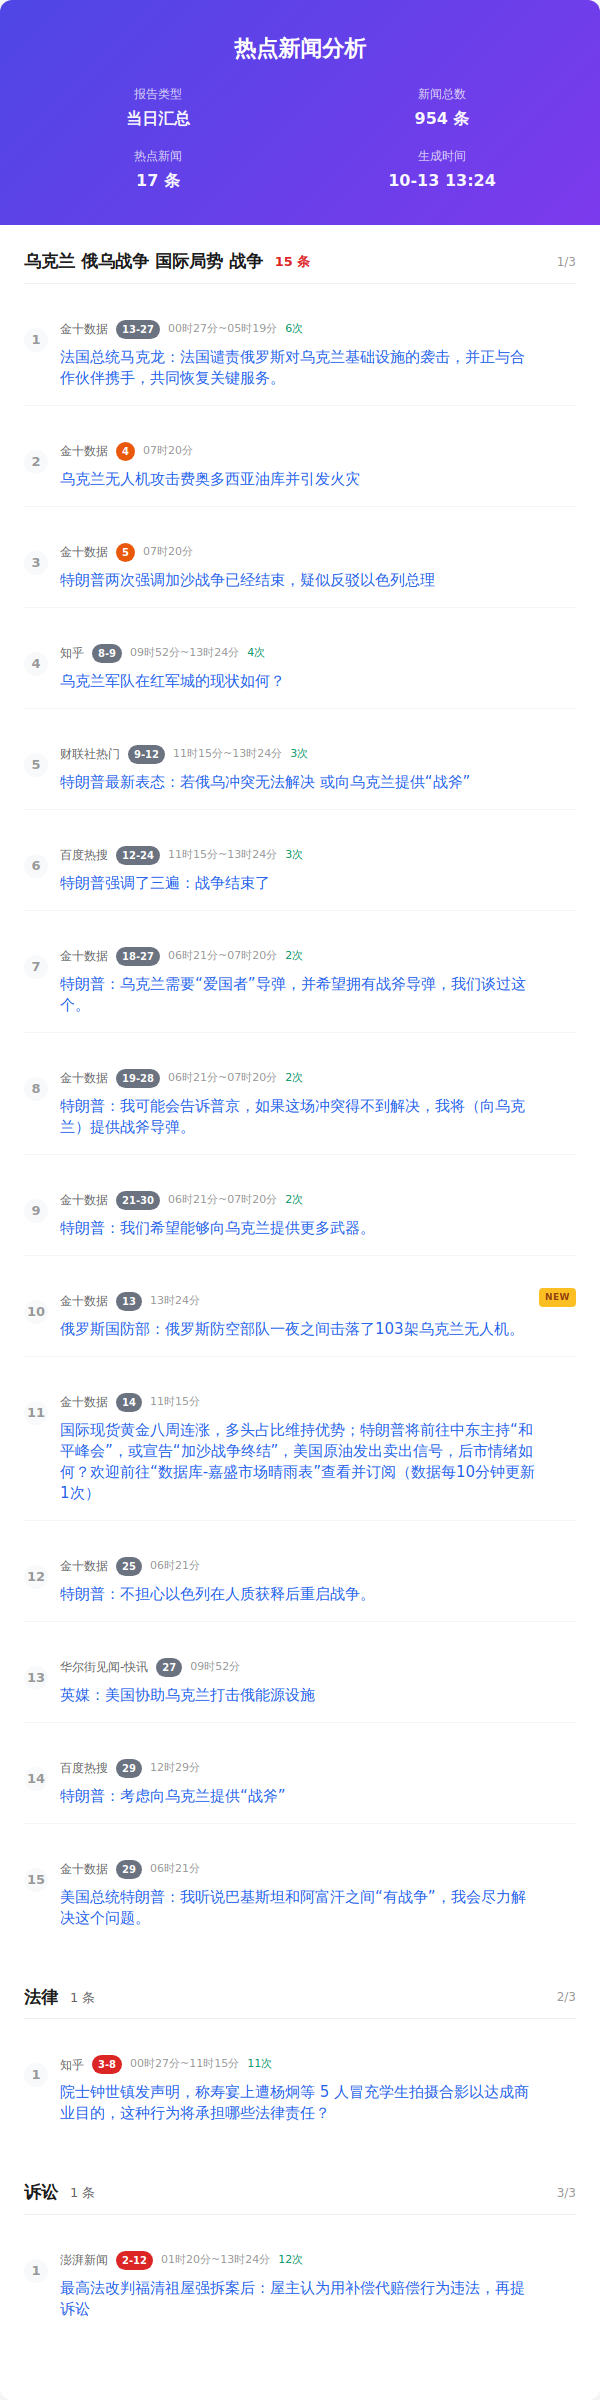 热点新闻分析
报告类型
新闻总数
当日汇总
954 条
热点新闻
生成时间
17 条
10-13 13:24
乌克兰 俄乌战争 国际局势 战争 15 条 1/3
1 金十数据 13-27 00时27分~05时19分 6次
法国总统马克龙：法国谴责俄罗斯对乌克兰基础设施的袭击，并正与合
作伙伴携手，共同恢复关键服务。
2 金十数据 4 07时20分
乌克兰无人机攻击费奥多西亚油库并引发火灾
3 金十数据 5 07时20分
特朗普两次强调加沙战争已经结束，疑似反驳以色列总理
4 知乎 8-9 09时52分~13时24分 4次
乌克兰军队在红军城的现状如何？
5 财联社热门 9-12 11时15分~13时24分 3次
特朗普最新表态：若俄乌冲突无法解决 或向乌克兰提供“战斧”
6 百度热搜 12-24 11时15分~13时24分 3次
特朗普强调了三遍：战争结束了
7 金十数据 18-27 06时21分~07时20分 2次
特朗普：乌克兰需要“爱国者”导弹，并希望拥有战斧导弹，我们谈过这
个。
8 金十数据 19-28 06时21分~07时20分 2次
特朗普：我可能会告诉普京，如果这场冲突得不到解决，我将（向乌克
兰）提供战斧导弹。
9 金十数据 21-30 06时21分~07时20分 2次
特朗普：我们希望能够向乌克兰提供更多武器。
10 金十数据 13 13时24分 NEW
俄罗斯国防部：俄罗斯防空部队一夜之间击落了103架乌克兰无人机。
11 金十数据 14 11时15分
国际现货黄金八周连涨，多头占比维持优势；特朗普将前往中东主持“和
平峰会”，或宣告“加沙战争终结”，美国原油发出卖出信号，后市情绪如
何？欢迎前往“数据库-嘉盛市场晴雨表”查看并订阅（数据每10分钟更新
1次）
12 金十数据 25 06时21分
特朗普：不担心以色列在人质获释后重启战争。
13 华尔街见闻-快讯 27 09时52分
英媒：美国协助乌克兰打击俄能源设施
14 百度热搜 29 12时29分
特朗普：考虑向乌克兰提供“战斧”
15 金十数据 29 06时21分
美国总统特朗普：我听说巴基斯坦和阿富汗之间“有战争”，我会尽力解
决这个问题。
法律 1 条 2/3
1 知乎 3-8 00时27分~11时15分 11次
院士钟世镇发声明，称寿宴上遭杨炯等 5 人冒充学生拍摄合影以达成商
业目的，这种行为将承担哪些法律责任？
诉讼 1 条 3/3
1 澎湃新闻 2-12 01时20分~13时24分 12次
最高法改判福清祖屋强拆案后：屋主认为用补偿代赔偿行为违法，再提
诉讼